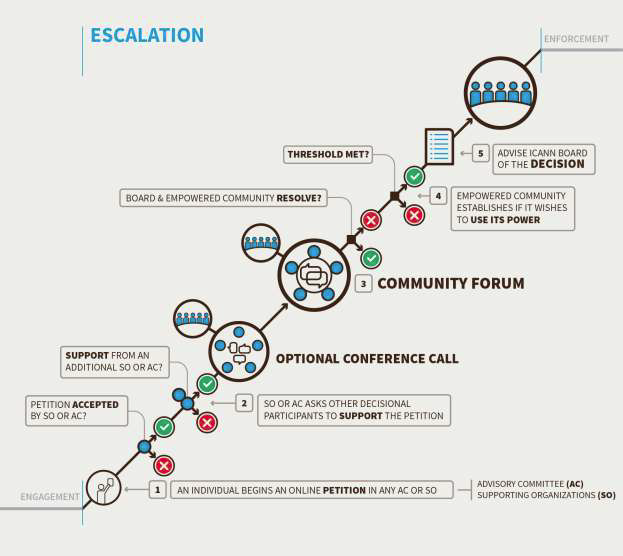 ESCALATION
ENFORCEMENT
THRESHOLD MET?
5
ADVISE ICANN BOARD
OF THE DECISION
BOARD & EMPOWERED COMMUNITY RESOLVE?
4
EMPOWERED COMMUNITY
ESTABLISHES IF IT WISHES
TO USE ITS POWER
3 COMMUNITY FORUM
OPTIONAL CONFERENCE CALL
SUPPORT FROM AN
ADDITIONAL SO OR AC?
2
SO OR AC ASKS OTHER DECISIONAL
PARTICIPANTS TO SUPPORT THE PETITION
PETITION ACCEPTED
BY SO OR AC?
ENGAGEMENT
1
AN INDIVIDUAL BEGINS AN ONLINE PETITION IN ANY AC OR SO
ADVISORY COMMITTEE (AC)
SUPPORTING ORGANIZATIONS (SO)